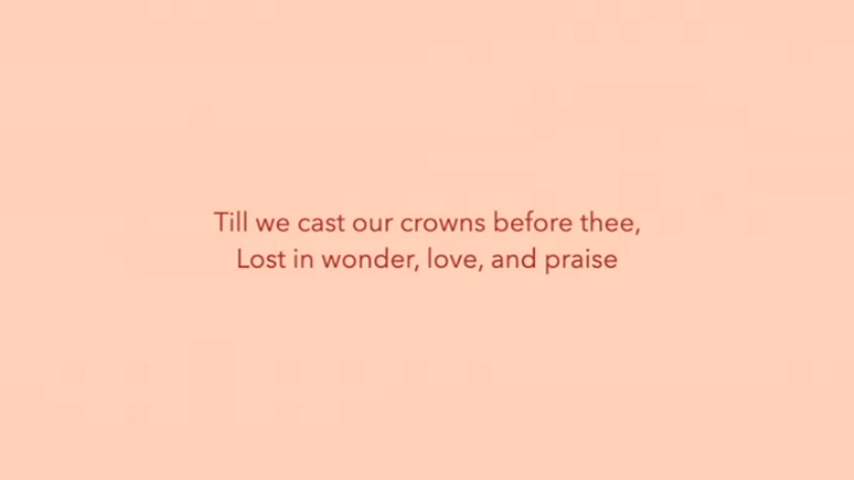 Till we cast our crowns before thee,
Lost in wonder, love, and praise